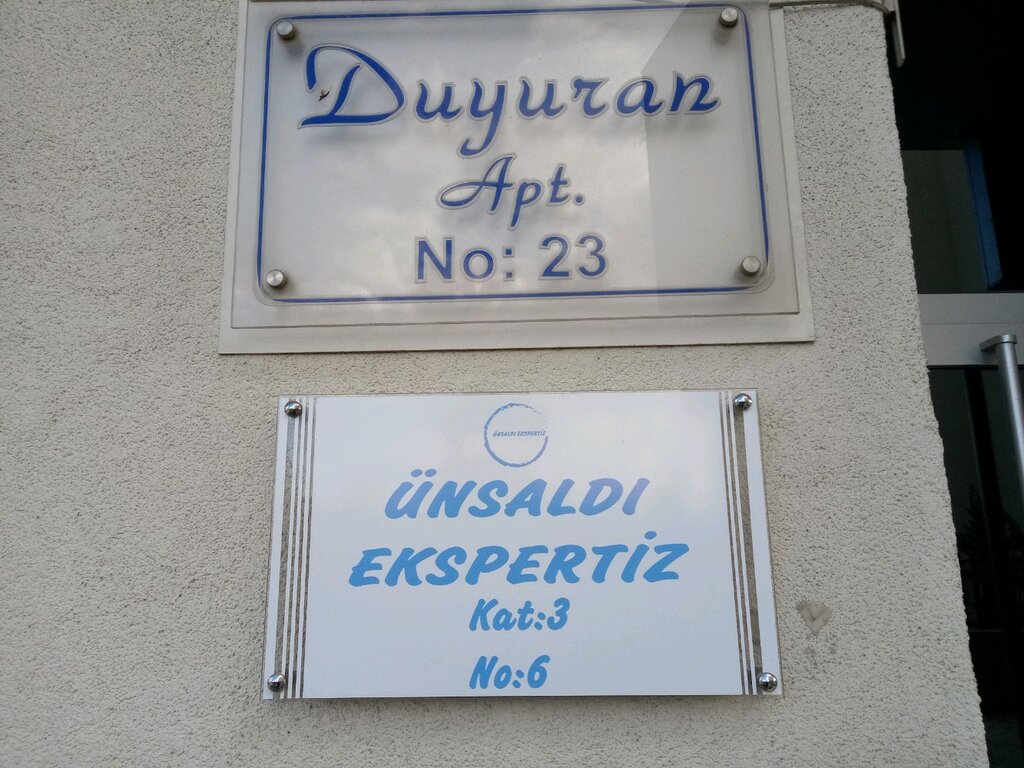 Duyuran
Apt.
No: 23
ÜNSALDI EKSPERTİZ
ÜNSALDI
EKSPERTİZ
Kat:3
No:6